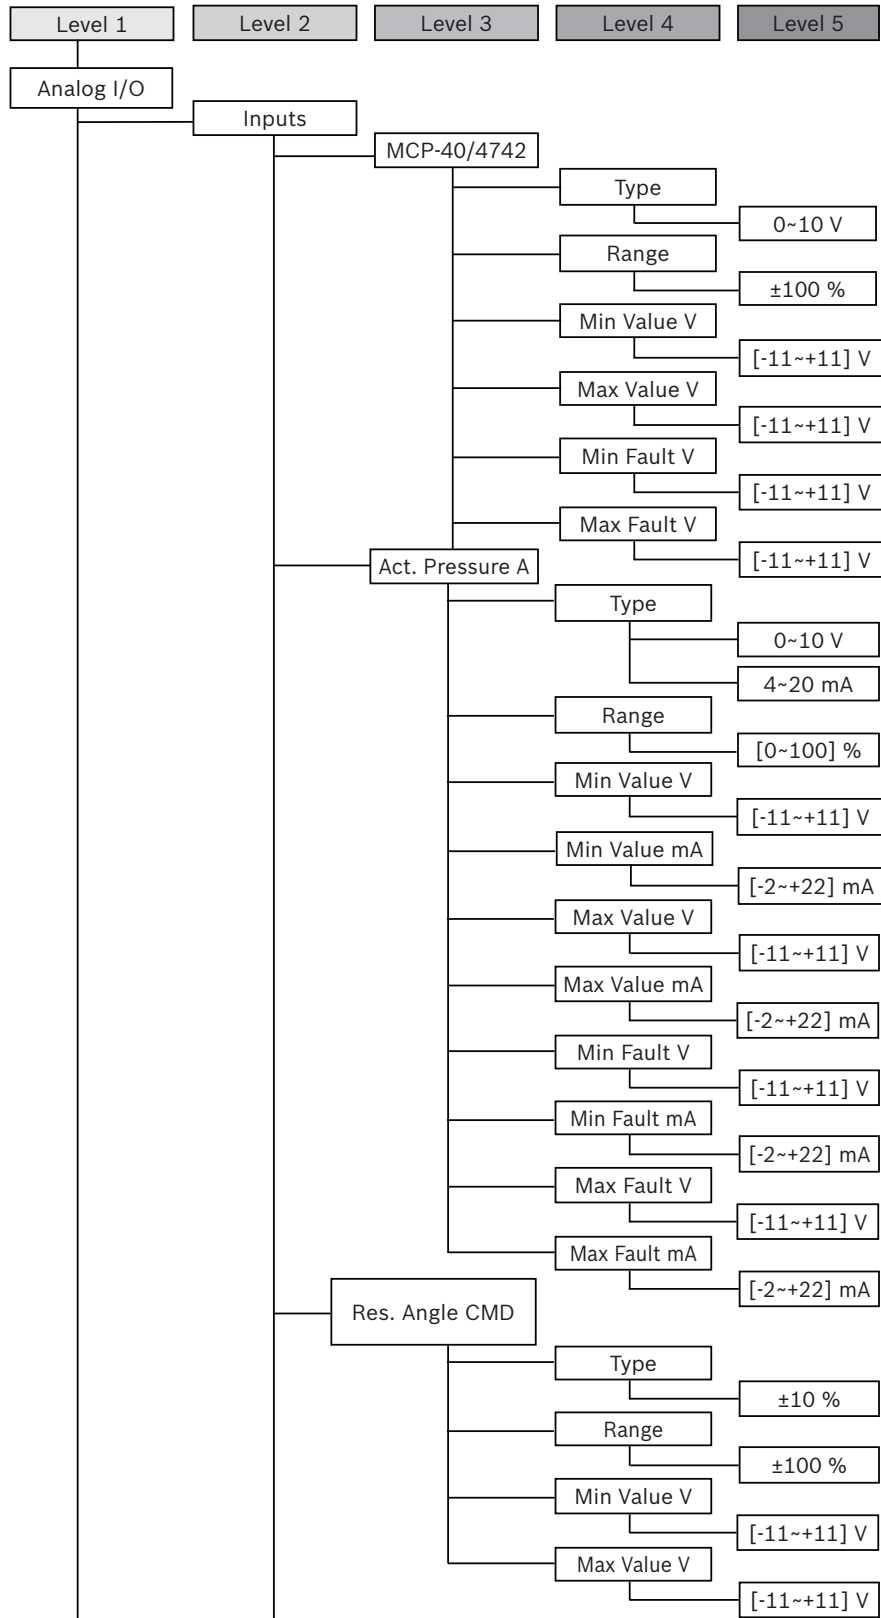 Level 1 Level 2 Level 3 Level 4 Level 5
Analog I/O
Inputs
MCP-40/4742
Type
0~10 V
Range
±100 %
Min Value V
[-11~+11] V
Max Value V
[-11~+11] V
Min Fault V
[-11~+11] V
Max Fault V
[-11~+11] V
Act. Pressure A
Type
0~10 V
4~20 mA
Range
[0~100] %
Min Value V
[-11~+11] V
Min Value mA
[-2~+22] mA
Max Value V
[-11~+11] V
Max Value mA
[-2~+22] mA
Min Fault V
[-11~+11] V
Min Fault mA
[-2~+22] mA
Max Fault V
[-11~+11] V
Max Fault mA
[-2~+22] mA
Res. Angle CMD
Type
±10 %
Range
±100 %
Min Value V
[-11~+11] V
Max Value V
[-11~+11] V